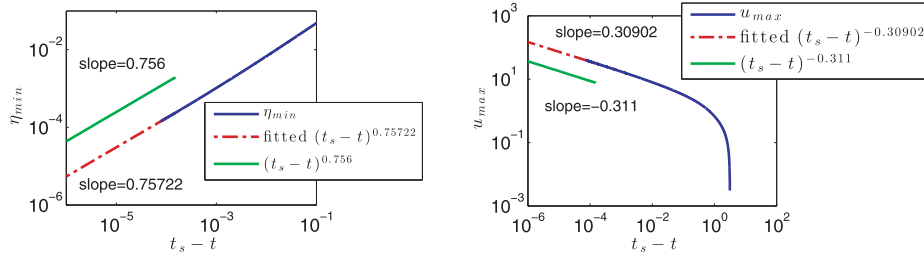 10^−2
10^−4
10^−6
η_min
slope=0.756
slope=0.75722
η_min
fitted (t_s − t)^0.75722
(t_s − t)^0.756
10^−5
10^−3
10^−1
t_s − t
10^3
10^1
10^−1
10^−3
u_max
slope=0.30902
slope=−0.311
u_max
fitted (t_s − t)^−0.30902
(t_s − t)^−0.311
10^−6
10^−4
10^−2
10^0
10^2
t_s − t